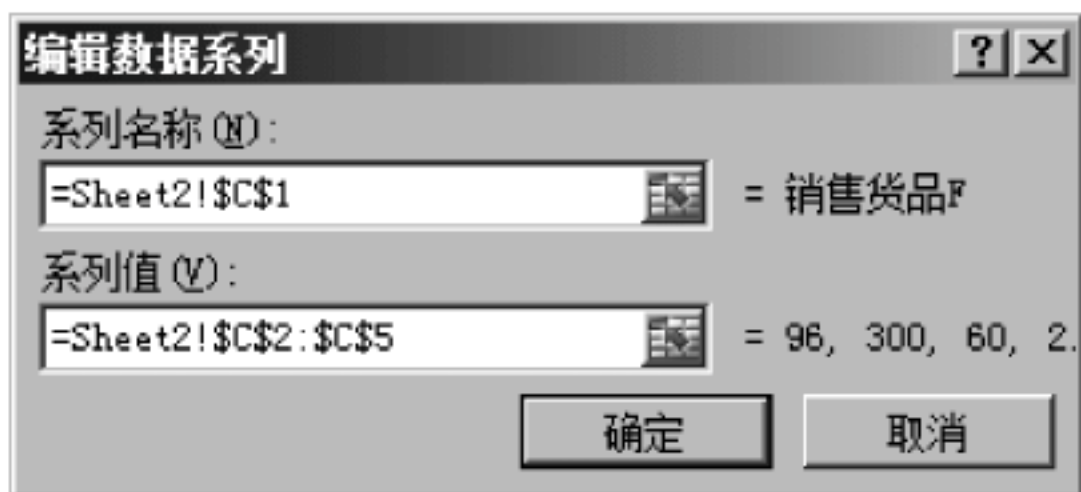 编辑数据系列
系列名称(N):
=Sheet2!$C$1 = 销售货品F
系列值(V):
=Sheet2!$C$2:$C$5 = 96, 300, 60, 2.
确定 取消